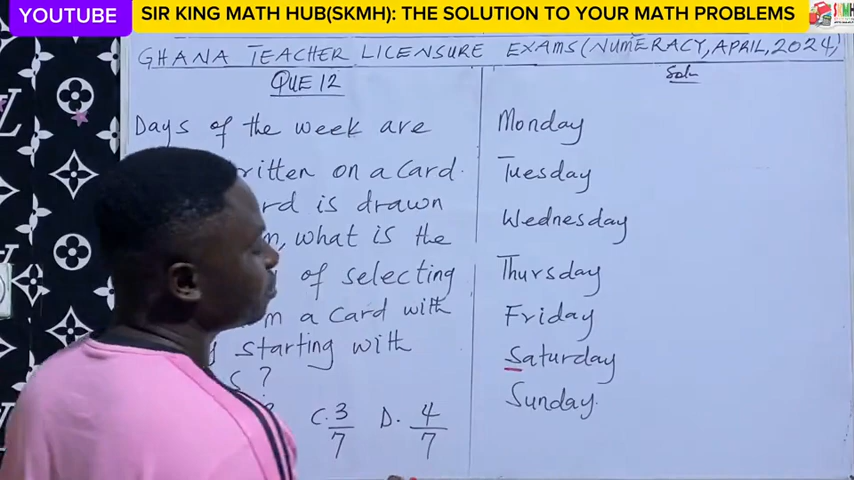 YOUTUBE
SIR KING MATH HUB(SKMH): THE SOLUTION TO YOUR MATH PROBLEMS
GHANA TEACHER LICENSURE EXAMS (NUMERACY, APRIL, 2024)
QUE 12
Days of the week are
written on a card.
is drawn
what is the
of selecting
a card with
starting with
S?
C. 3/7 D. 4/7
Soln
Monday
Tuesday
Wednesday
Thursday
Friday
Saturday
Sunday.